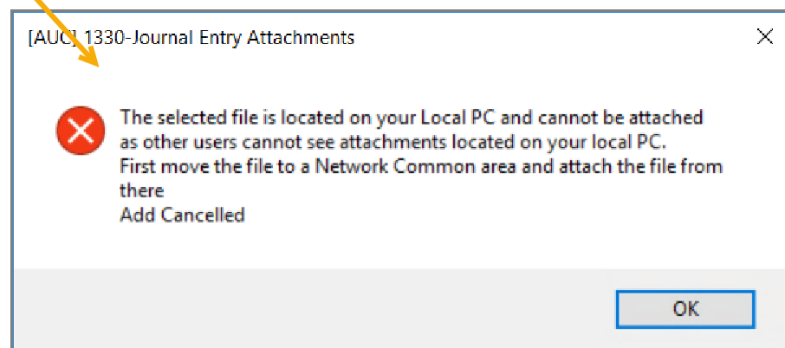 [AUC] 1330-Journal Entry Attachments
The selected file is located on your Local PC and cannot be attached
as other users cannot see attachments located on your local PC.
First move the file to a Network Common area and attach the file from
there
Add Cancelled
OK